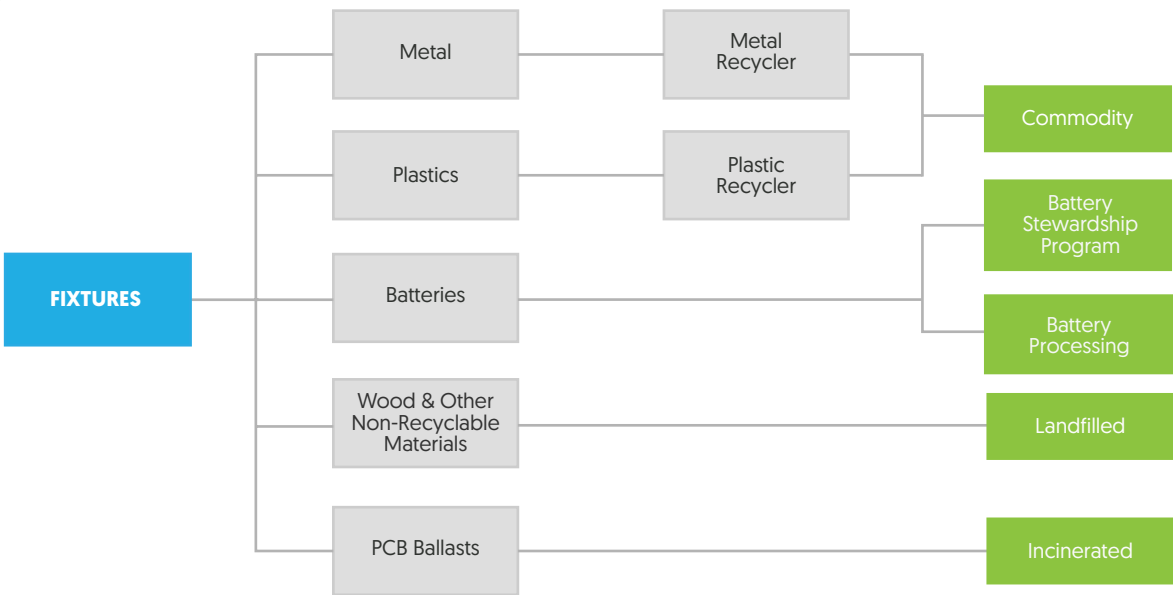 FIXTURES
Metal
Metal
Recycler
Plastics
Plastic
Recycler
Commodity
Batteries
Battery
Stewardship
Program
Battery
Processing
Wood & Other
Non-Recyclable
Materials
Landfilled
PCB Ballasts
Incinerated